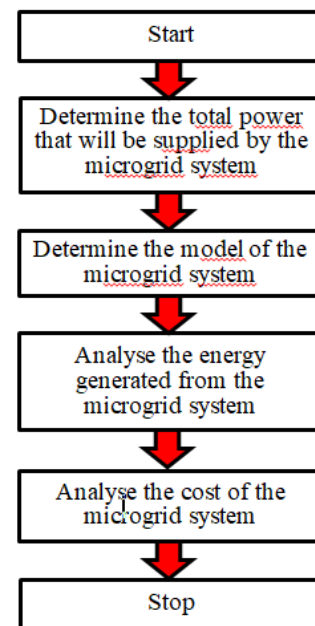 Start
Determine the total power
that will be supplied by the
microgrid system
Determine the model of the
microgrid system
Analyse the energy
generated from the
microgrid system
Analyse the cost of the
microgrid system
Stop